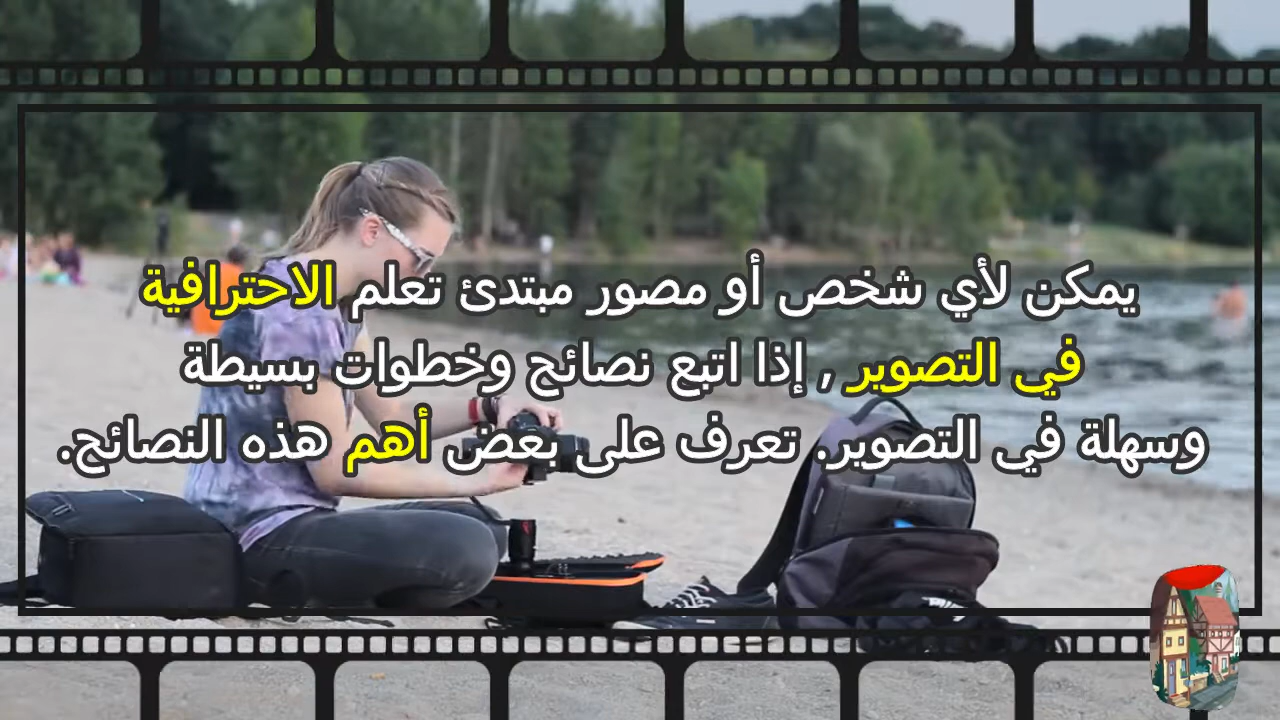 يمكن لأي شخص أو مصور مبتدئ تعلم الاحترافية
في التصوير , إذا اتبع نصائح وخطوات بسيطة
وسهلة في التصوير. تعرف على بعض أهم هذه النصائح.